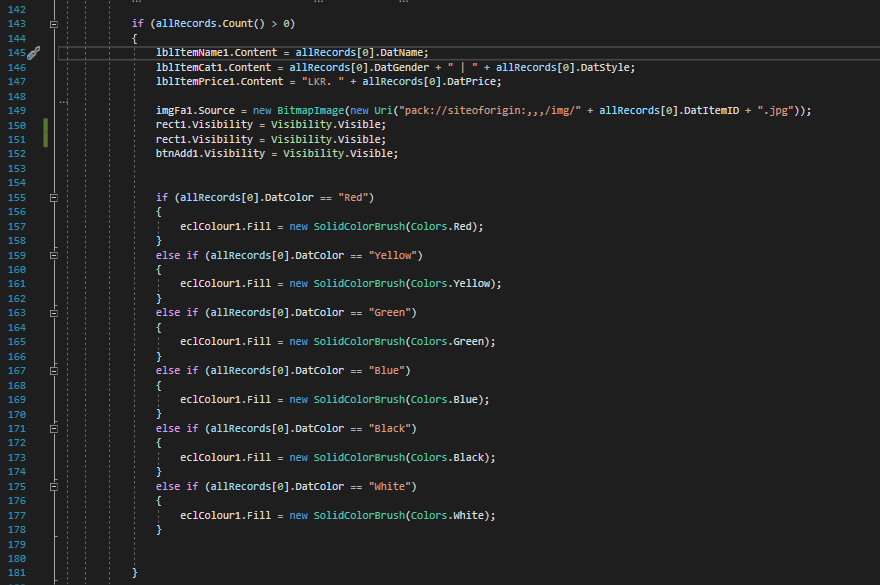 142
143 if (allRecords.Count() > 0)
144 {
145 lblItemName1.Content = allRecords[0].DatName;
146 lblItemCat1.Content = allRecords[0].DatGender + " | " + allRecords[0].DatStyle;
147 lblItemPrice1.Content = "LKR. " + allRecords[0].DatPrice;
148
149 imgFa1.Source = new BitmapImage(new Uri("pack://siteoforigin:,,,/img/" + allRecords[0].DatItemID + ".jpg"));
150 rect1.Visibility = Visibility.Visible;
151 rect1.Visibility = Visibility.Visible;
152 btnAdd1.Visibility = Visibility.Visible;
153
154
155 if (allRecords[0].DatColor == "Red")
156 {
157 eclColour1.Fill = new SolidColorBrush(Colors.Red);
158 }
159 else if (allRecords[0].DatColor == "Yellow")
160 {
161 eclColour1.Fill = new SolidColorBrush(Colors.Yellow);
162 }
163 else if (allRecords[0].DatColor == "Green")
164 {
165 eclColour1.Fill = new SolidColorBrush(Colors.Green);
166 }
167 else if (allRecords[0].DatColor == "Blue")
168 {
169 eclColour1.Fill = new SolidColorBrush(Colors.Blue);
170 }
171 else if (allRecords[0].DatColor == "Black")
172 {
173 eclColour1.Fill = new SolidColorBrush(Colors.Black);
174 }
175 else if (allRecords[0].DatColor == "White")
176 {
177 eclColour1.Fill = new SolidColorBrush(Colors.White);
178 }
179
180
181 }